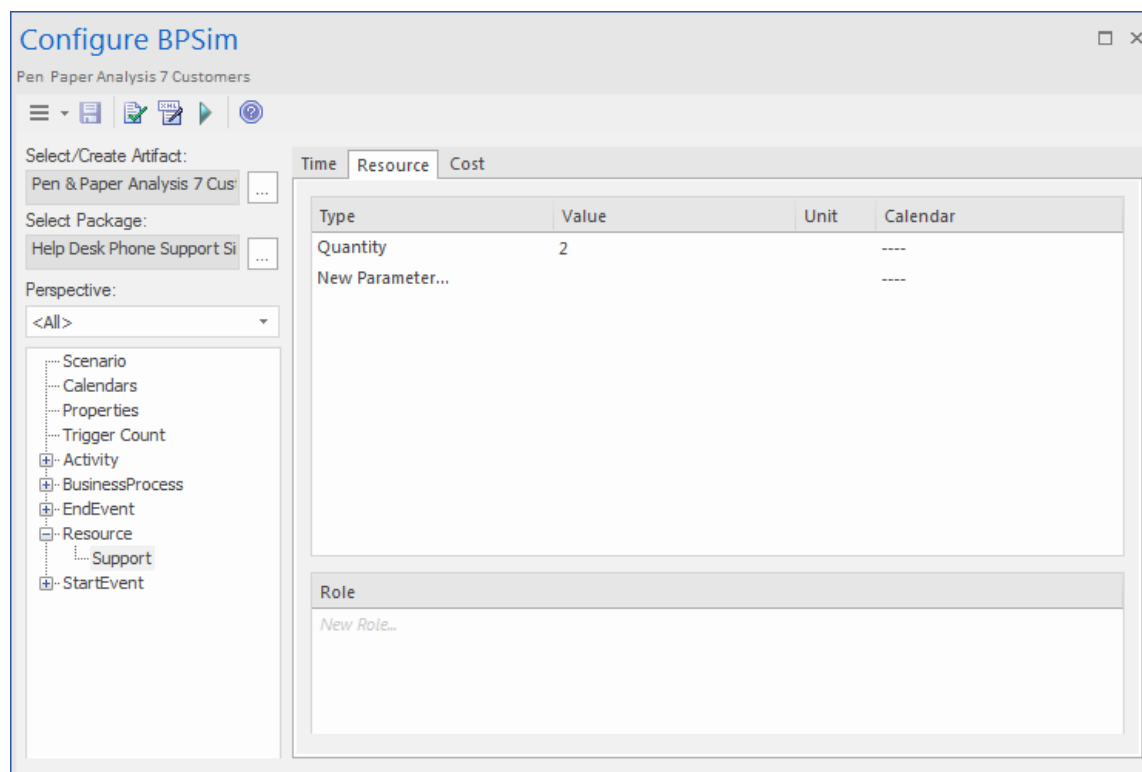 Configure BPSim
Pen Paper Analysis 7 Customers
Select/Create Artifact:
Pen & Paper Analysis 7 Cus
...
Select Package:
Help Desk Phone Support Si
...
Perspective:
<All>
Scenario
Calendars
Properties
Trigger Count
Activity
BusinessProcess
EndEvent
Resource
Support
StartEvent
Time Resource Cost
Type Value Unit Calendar
Quantity 2 ----
New Parameter... ----
Role
New Role...